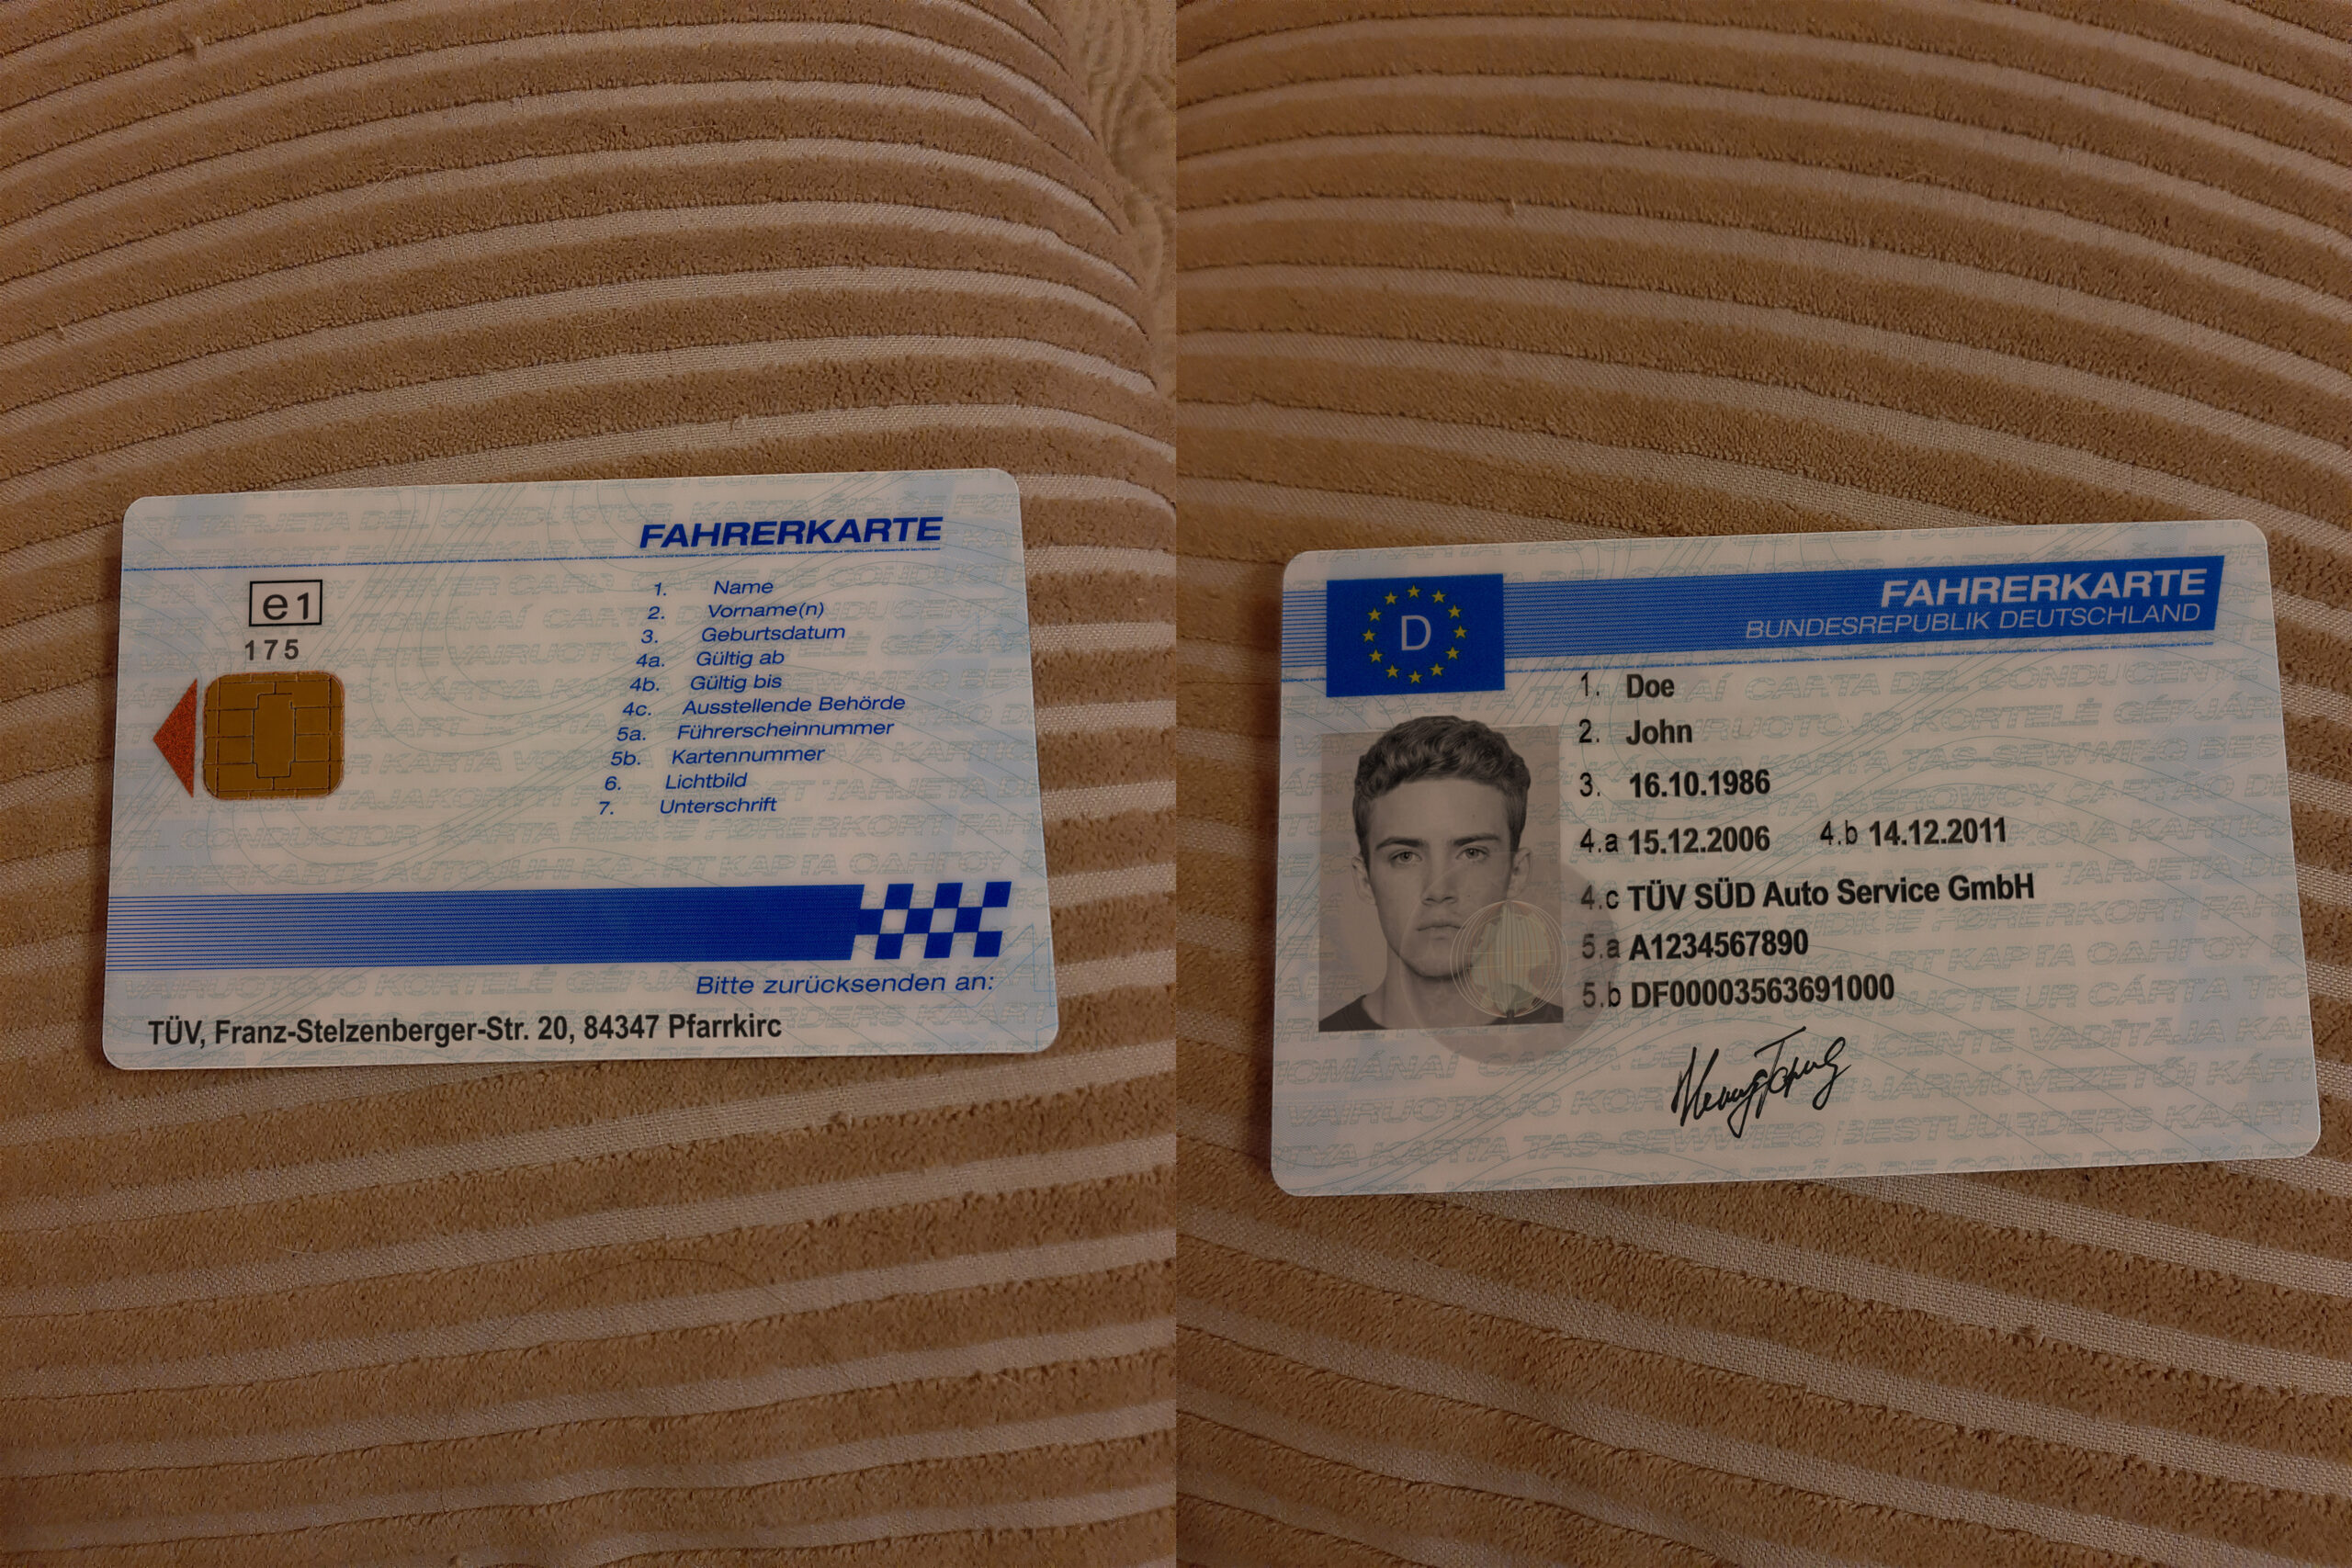 FAHRERKARTE
e1
175
1. Name
2. Vorname(n)
3. Geburtsdatum
4a. Gültig ab
4b. Gültig bis
4c. Ausstellende Behörde
5a. Führerscheinnummer
5b. Kartennummer
6. Lichtbild
7. Unterschrift
Bitte zurücksenden an:
TÜV, Franz-Stelzenberger-Str. 20, 84347 Pfarrkirc
D
FAHRERKARTE
BUNDESREPUBLIK DEUTSCHLAND
1. Doe
2. John
3. 16.10.1986
4.a 15.12.2006 4.b 14.12.2011
4.c TÜV SÜD Auto Service GmbH
5.a A1234567890
5.b DF00003563691000